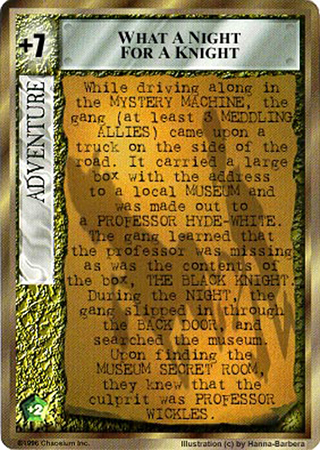 +7
WHAT A NIGHT
FOR A KNIGHT
ADVENTURE
While driving along in
the MYSTERY MACHINE, the
gang (at least 3 MEDDLING
ALLIES) came upon a
truck on the side of the
road. It carried a large
box with the address
to a local MUSEUM and
was made out to
a PROFESSOR HYDE-WHITE.
The gang learned that
the professor was missing
as was the contents of
the box, THE BLACK KNIGHT.
During the NIGHT, the
gang slipped in through
the BACK DOOR, and
searched the museum.
Upon finding the
MUSEUM SECRET ROOM,
they knew that the
culprit was PROFESSOR
WICKLES.
x2
©1996 Chaosium Inc.
Illustration (c) by Hanna-Barbera